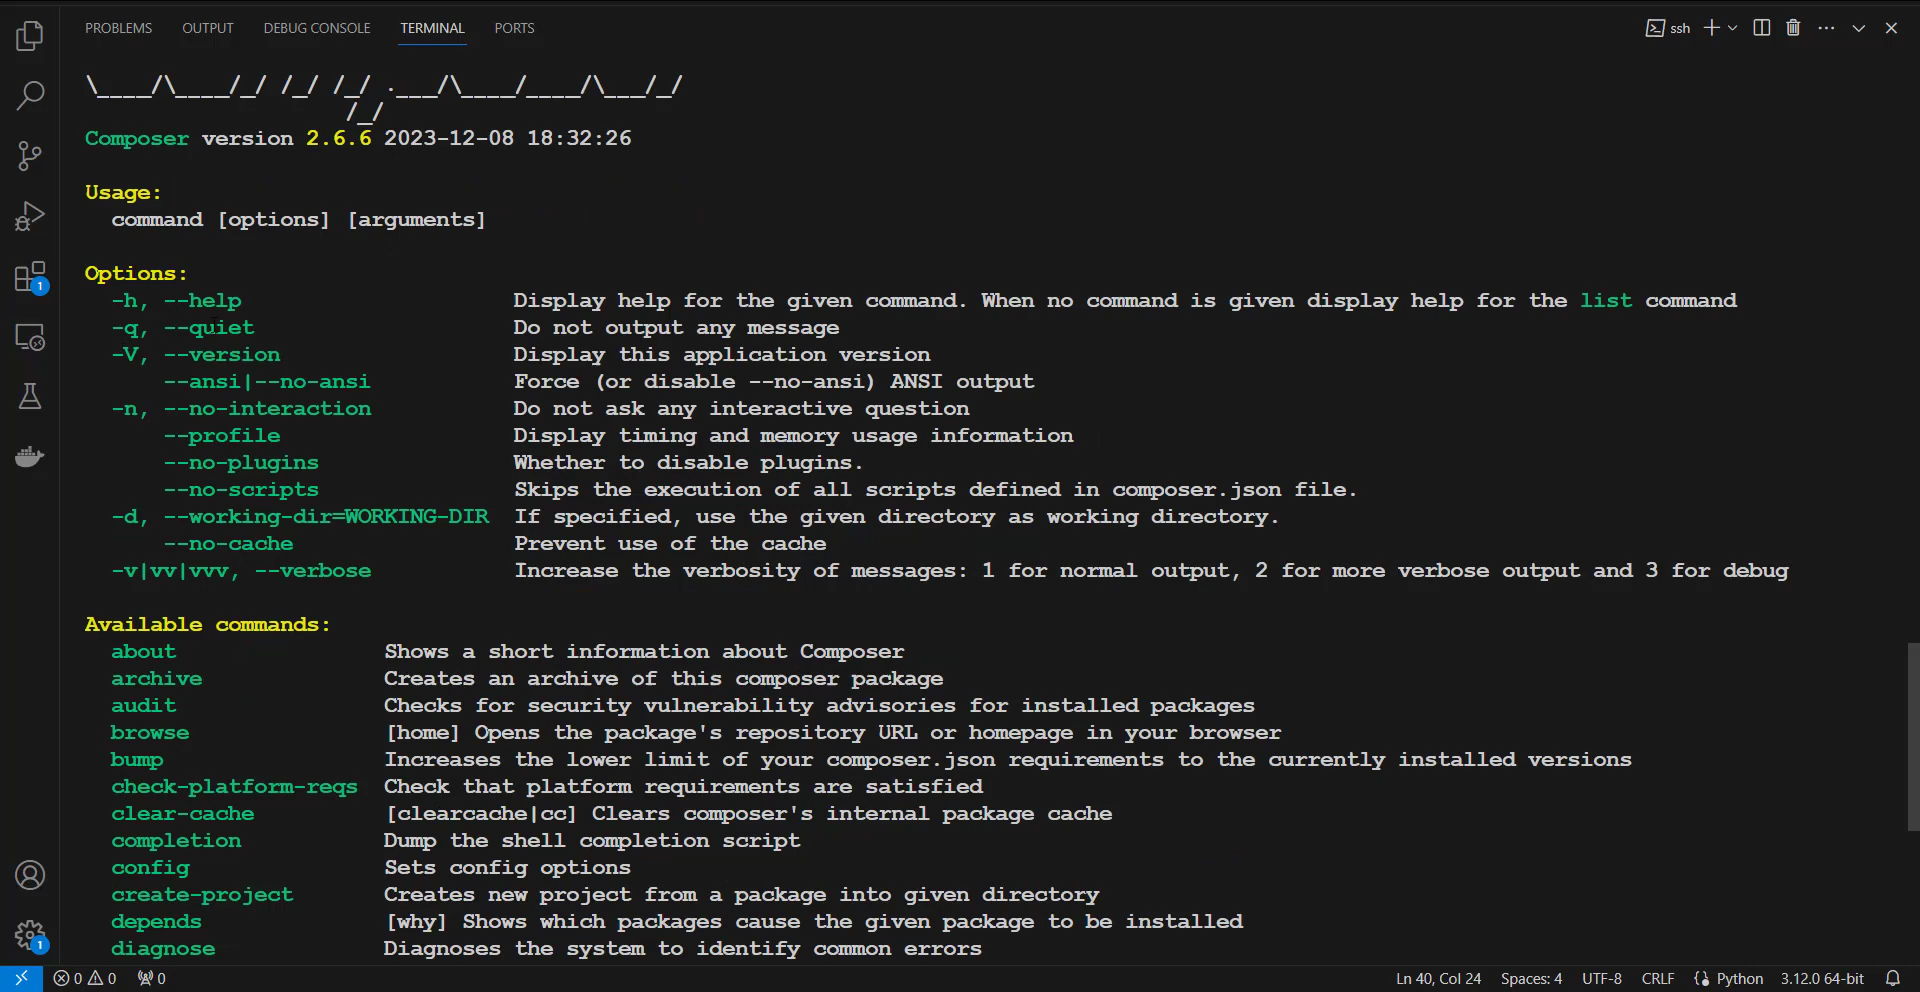 PROBLEMS OUTPUT DEBUG CONSOLE TERMINAL PORTS ssh
\____/\____/_/ /_/ /_/ .___/\____/____/\___/_/
/_/
Composer version 2.6.6 2023-12-08 18:32:26
Usage:
command [options] [arguments]
Options:
-h, --help Display help for the given command. When no command is given display help for the list command
-q, --quiet Do not output any message
-V, --version Display this application version
--ansi|--no-ansi Force (or disable --no-ansi) ANSI output
-n, --no-interaction Do not ask any interactive question
--profile Display timing and memory usage information
--no-plugins Whether to disable plugins.
--no-scripts Skips the execution of all scripts defined in composer.json file.
-d, --working-dir=WORKING-DIR If specified, use the given directory as working directory.
--no-cache Prevent use of the cache
-v|vv|vvv, --verbose Increase the verbosity of messages: 1 for normal output, 2 for more verbose output and 3 for debug
Available commands:
about Shows a short information about Composer
archive Creates an archive of this composer package
audit Checks for security vulnerability advisories for installed packages
browse [home] Opens the package's repository URL or homepage in your browser
bump Increases the lower limit of your composer.json requirements to the currently installed versions
check-platform-reqs Check that platform requirements are satisfied
clear-cache [clearcache|cc] Clears composer's internal package cache
completion Dump the shell completion script
config Sets config options
create-project Creates new project from a package into given directory
depends [why] Shows which packages cause the given package to be installed
diagnose Diagnoses the system to identify common errors
1
1
0 0 0 Ln 40, Col 24 Spaces: 4 UTF-8 CRLF Python 3.12.0 64-bit